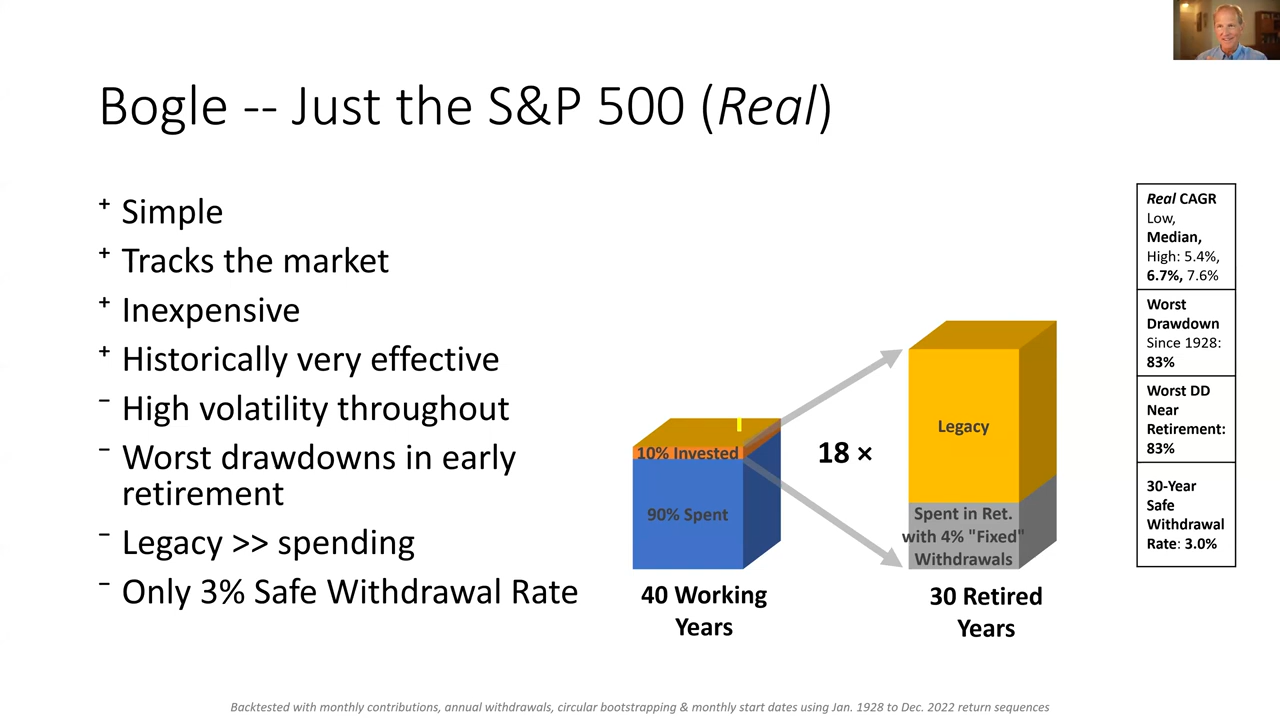 Bogle -- Just the S&P 500 (Real)
+ Simple
+ Tracks the market
+ Inexpensive
+ Historically very effective
− High volatility throughout
− Worst drawdowns in early
retirement
− Legacy >> spending
− Only 3% Safe Withdrawal Rate
10% Invested
90% Spent
40 Working
Years
18 ×
Legacy
Spent in Ret.
with 4% "Fixed"
Withdrawals
30 Retired
Years
Real CAGR
Low,
Median,
High: 5.4%,
6.7%, 7.6%
Worst
Drawdown
Since 1928:
83%
Worst DD
Near
Retirement:
83%
30-Year
Safe
Withdrawal
Rate: 3.0%
Backtested with monthly contributions, annual withdrawals, circular bootstrapping & monthly start dates using Jan. 1928 to Dec. 2022 return sequences